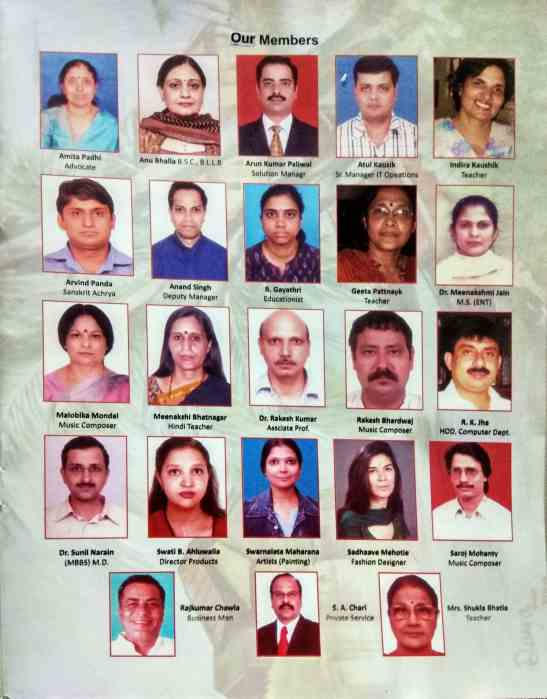 Our Members
Amita Padhi
Advocate
Anu Bhalla B.S.C., B.L.L.B
Arun Kumar Paliwal
Solution Managr
Atul Kausik
Sr. Manager IT Opeations
Indira Kaushik
Teacher
Arvind Panda
Sanskrit Achrya
Anand Singh
Deputy Manager
B. Gayathri
Educationist
Geeta Pattnayk
Teacher
Dr. Meenakshmi Jain
M.S. (ENT)
Malobika Mondal
Music Composer
Meenakshi Bhatnagar
Hindi Teacher
Dr. Rakesh Kumar
Assciate Prof.
Rakesh Bhardwaj
Music Composer
R. K. Jha
HOD. Computer Dept.
Dr. Sunil Narain
(MBBS) M.D.
Swati B. Ahluwalia
Director Products
Swarnalata Maharana
Artists (Painting)
Sadhaave Mehotie
Fashion Designer
Saroj Mohanty
Music Composer
Rajkumar Chawla
Business Man
S. A. Chari
Private Service
Mrs. Shukla Bhatia
Teacher